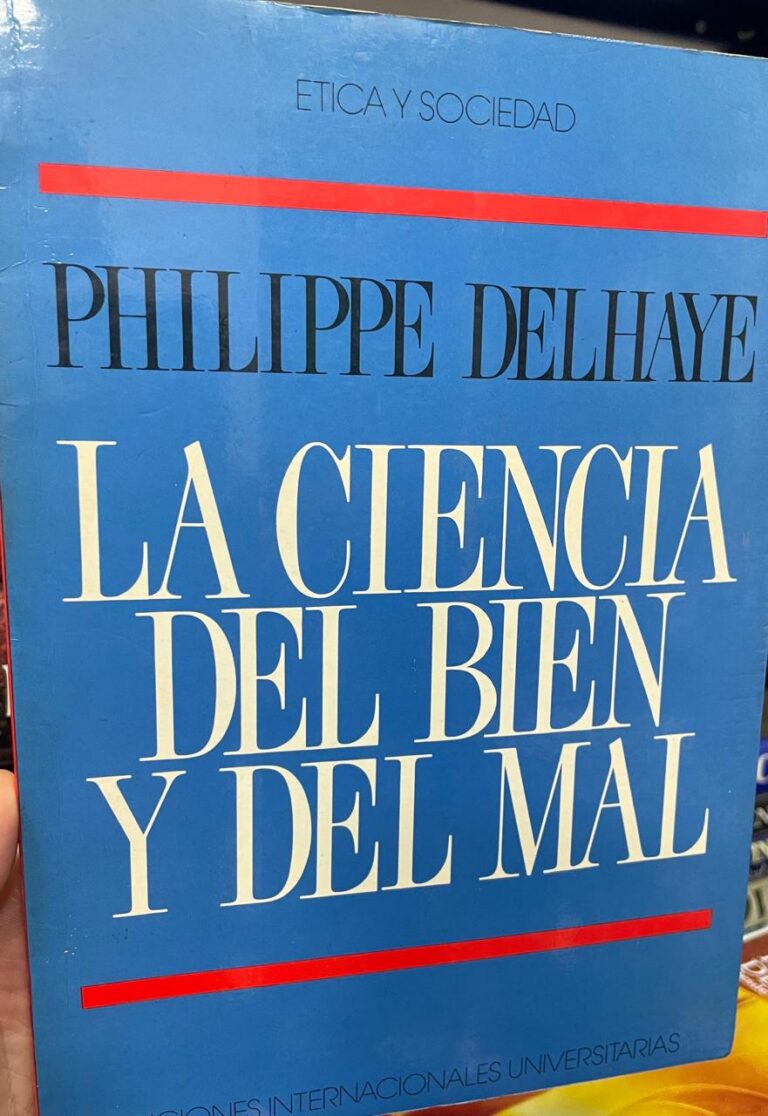 ETICA Y SOCIEDAD
PHILIPPE DELHAYE
LA CIENCIA
DEL BIEN
Y DEL MAL
INTERNACIONALES UNIVERSITARIAS